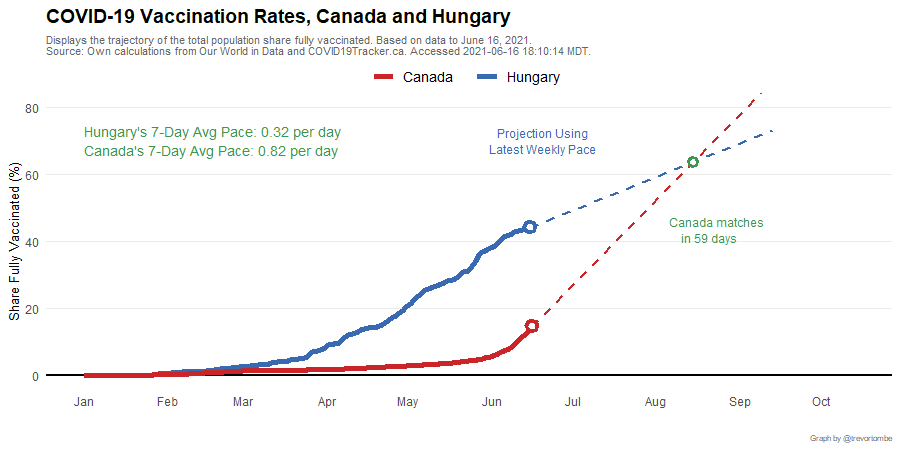 COVID-19 Vaccination Rates, Canada and Hungary
Displays the trajectory of the total population share fully vaccinated. Based on data to June 16, 2021.
Source: Own calculations from Our World in Data and COVID19Tracker.ca. Accessed 2021-06-16 18:10:14 MDT.
Canada Hungary
Hungary's 7-Day Avg Pace: 0.32 per day
Canada's 7-Day Avg Pace: 0.82 per day
Projection Using
Latest Weekly Pace
Canada matches
in 59 days
Share Fully Vaccinated (%)
80
60
40
20
0
Jan Feb Mar Apr May Jun Jul Aug Sep Oct
Graph by @trevortombe